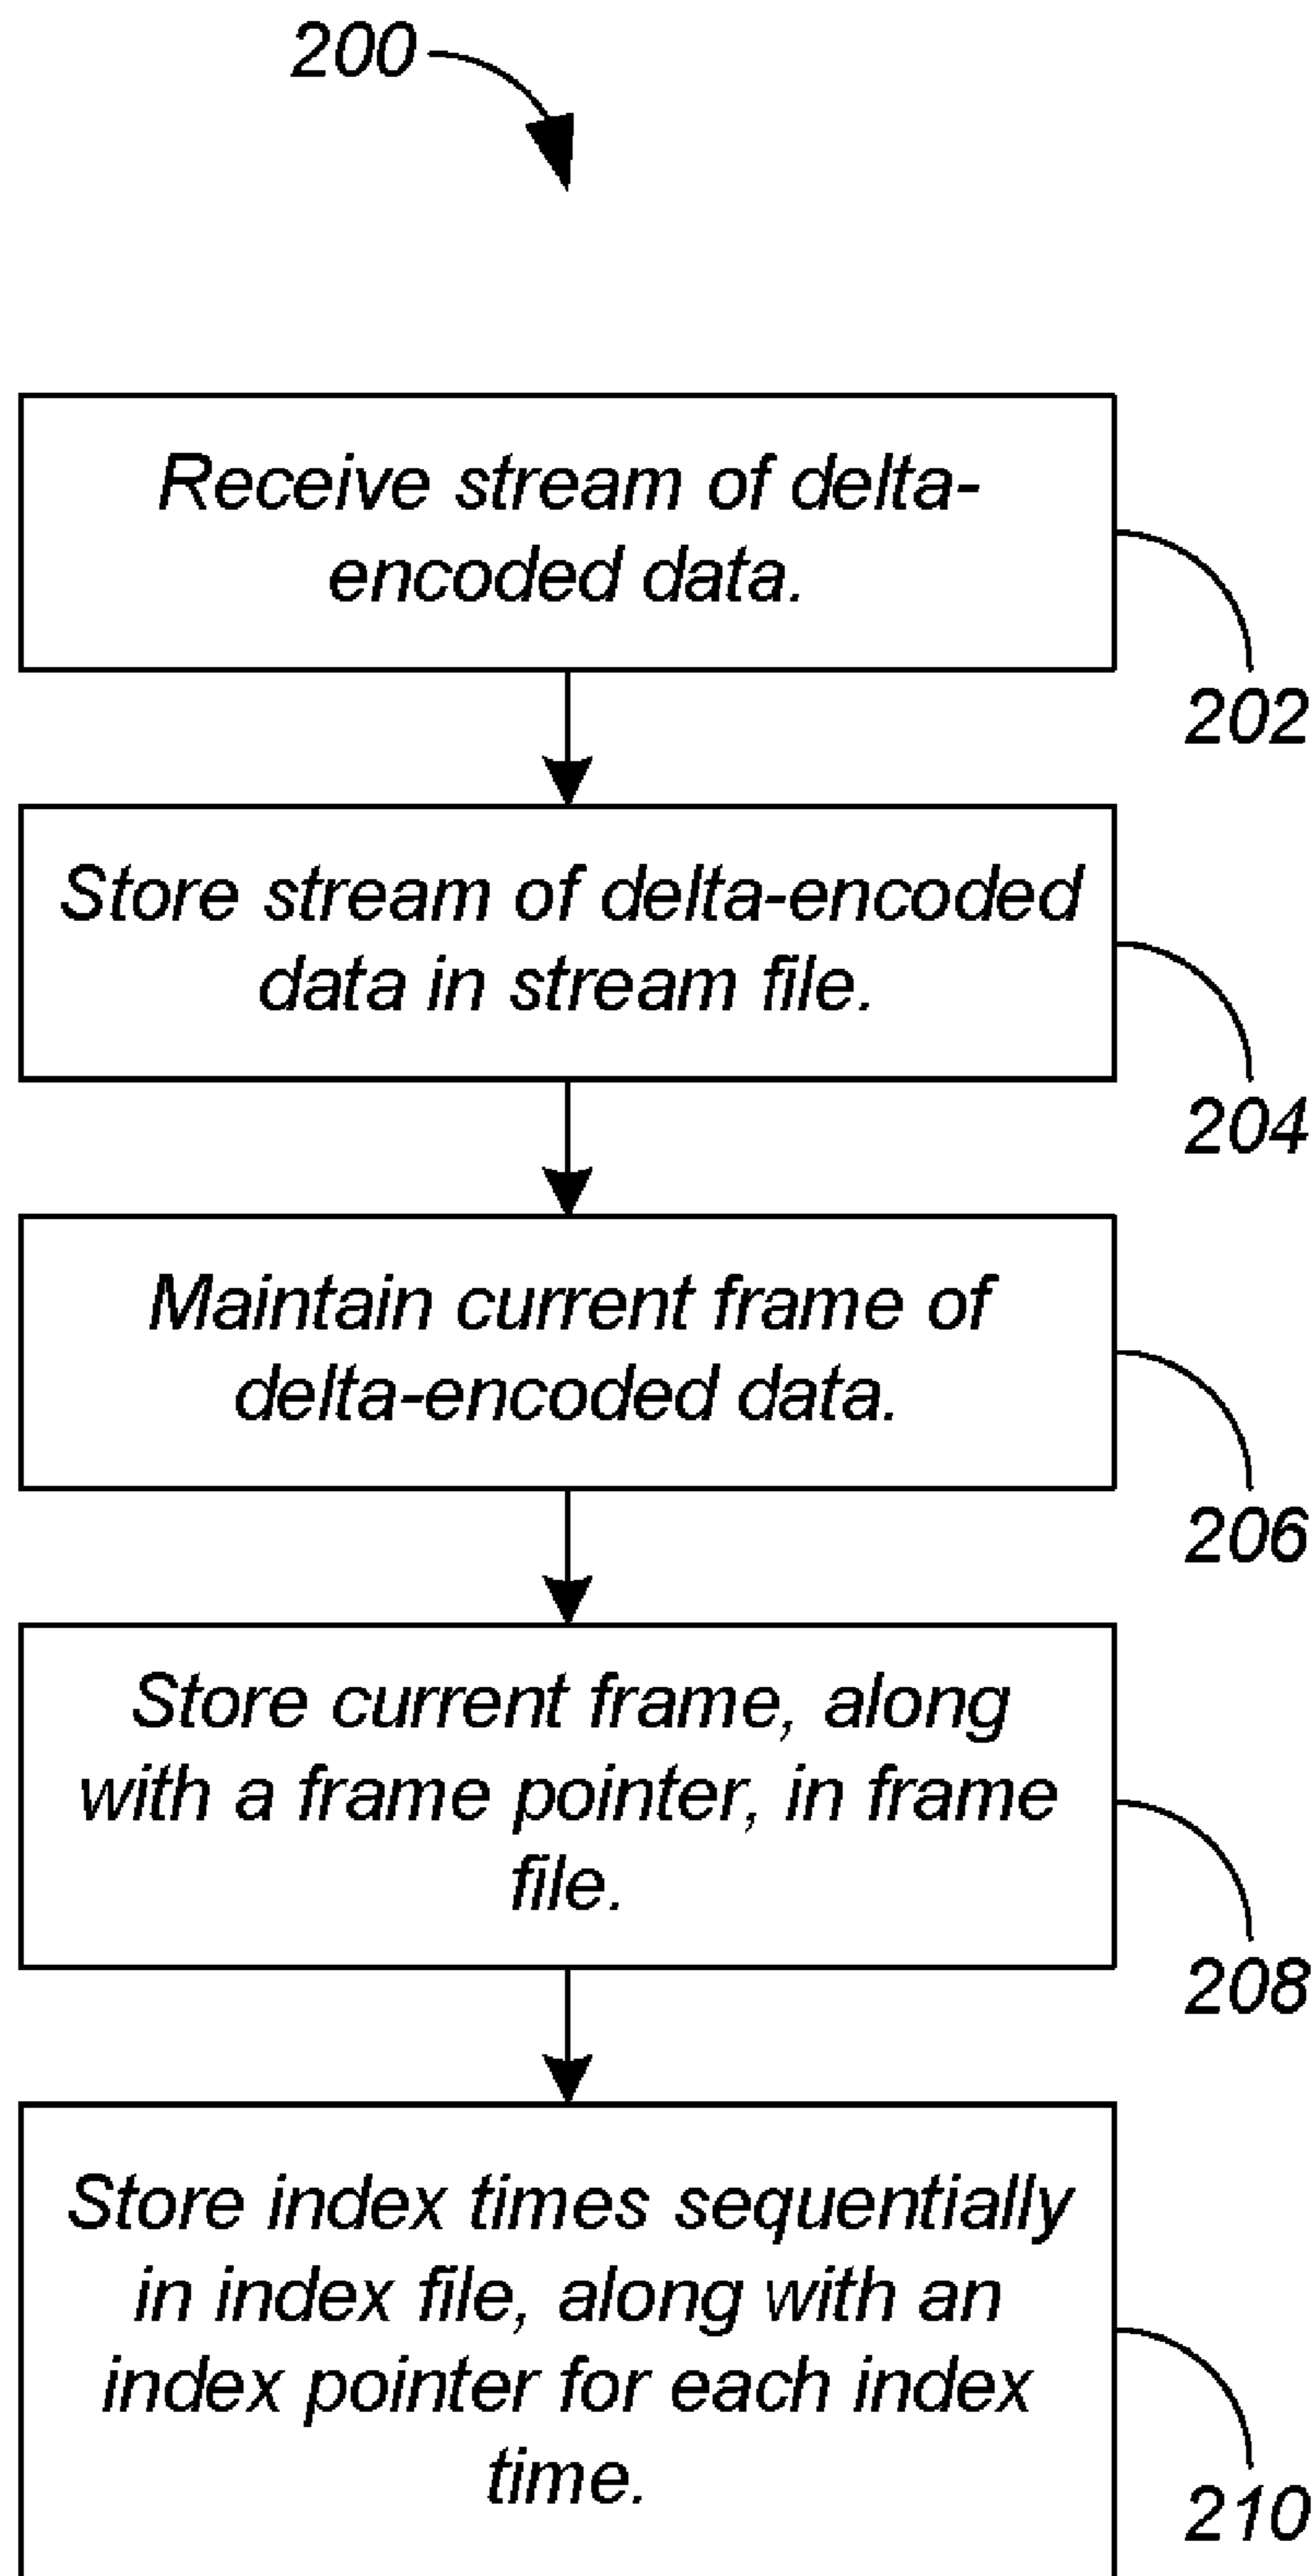 200
Receive stream of delta-
encoded data.
202
Store stream of delta-encoded
data in stream file.
204
Maintain current frame of
delta-encoded data.
206
Store current frame, along
with a frame pointer, in frame
file.
208
Store index times sequentially
in index file, along with an
index pointer for each index
time.
210